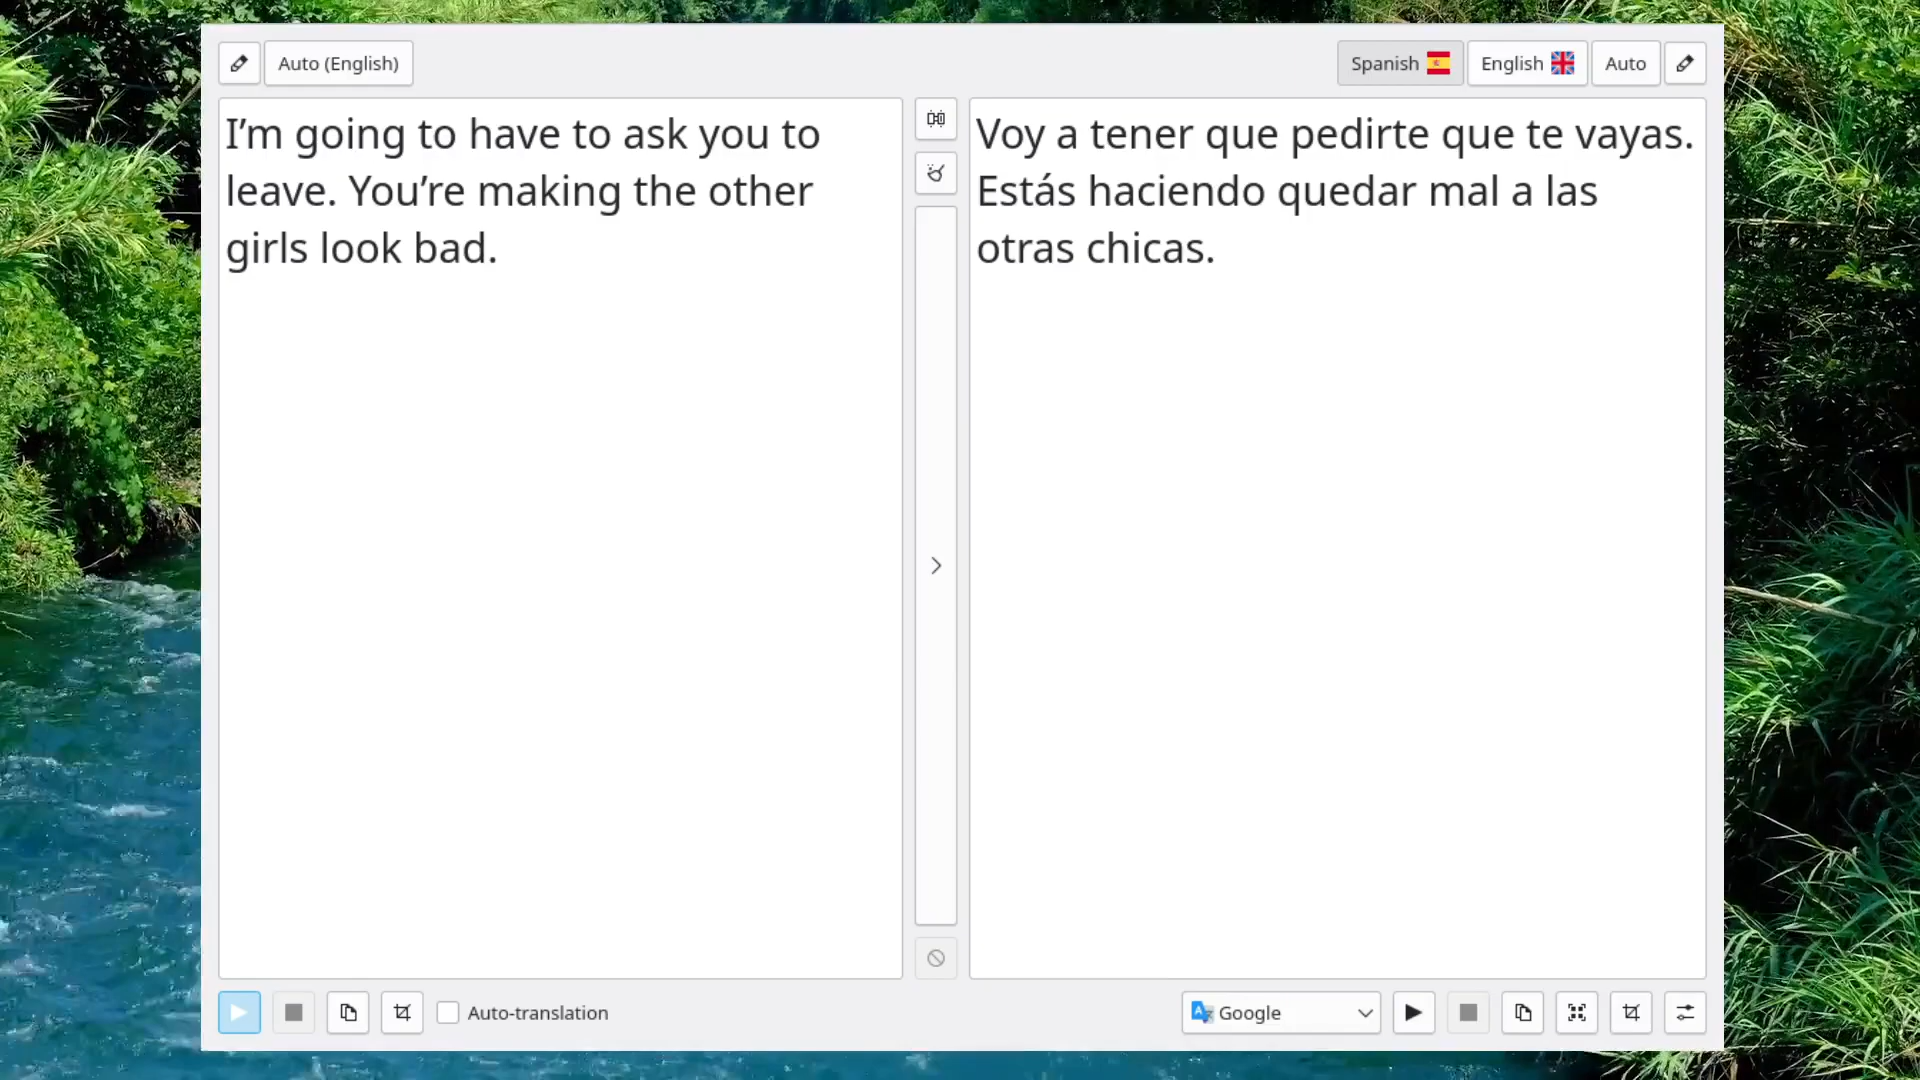 Auto (English)
Spanish
English
Auto
I’m going to have to ask you to
leave. You’re making the other
girls look bad.
Voy a tener que pedirte que te vayas.
Estás haciendo quedar mal a las
otras chicas.
Auto-translation
Google